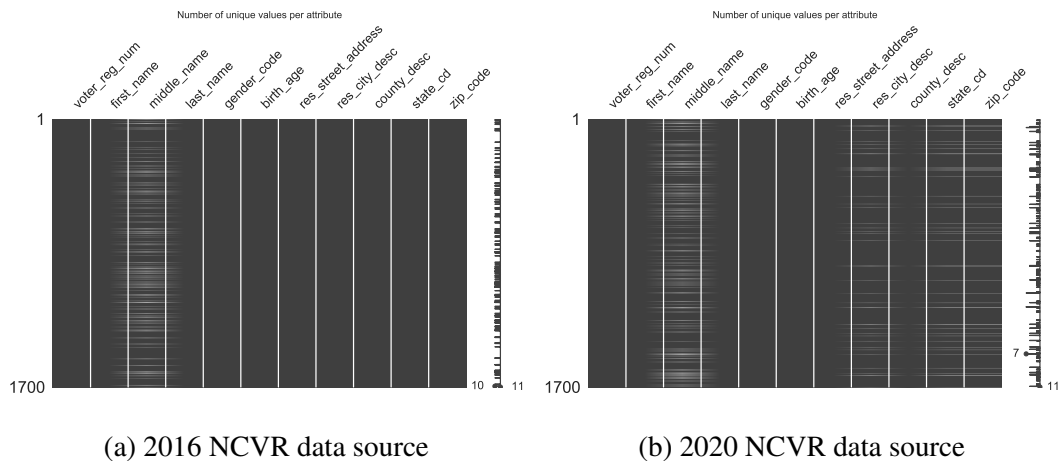 Number of unique values per attribute
voter_reg_num
first_name
middle_name
last_name
gender_code
birth_age
res_street_address
res_city_desc
county_desc
state_cd
zip_code
1
1700
10
11
(a) 2016 NCVR data source
Number of unique values per attribute
voter_reg_num
first_name
middle_name
last_name
gender_code
birth_age
res_street_address
res_city_desc
county_desc
state_cd
zip_code
1
7
1700
11
(b) 2020 NCVR data source